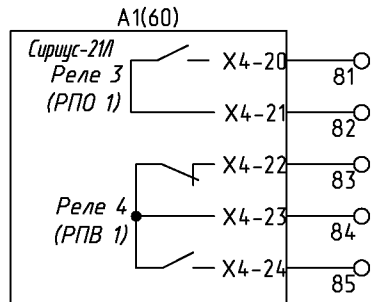 A1(60)
Сириус-21Л
Реле 3
(РПО 1)
X4-20
81
X4-21
82
X4-22
83
Реле 4
(РПВ 1)
X4-23
84
X4-24
85